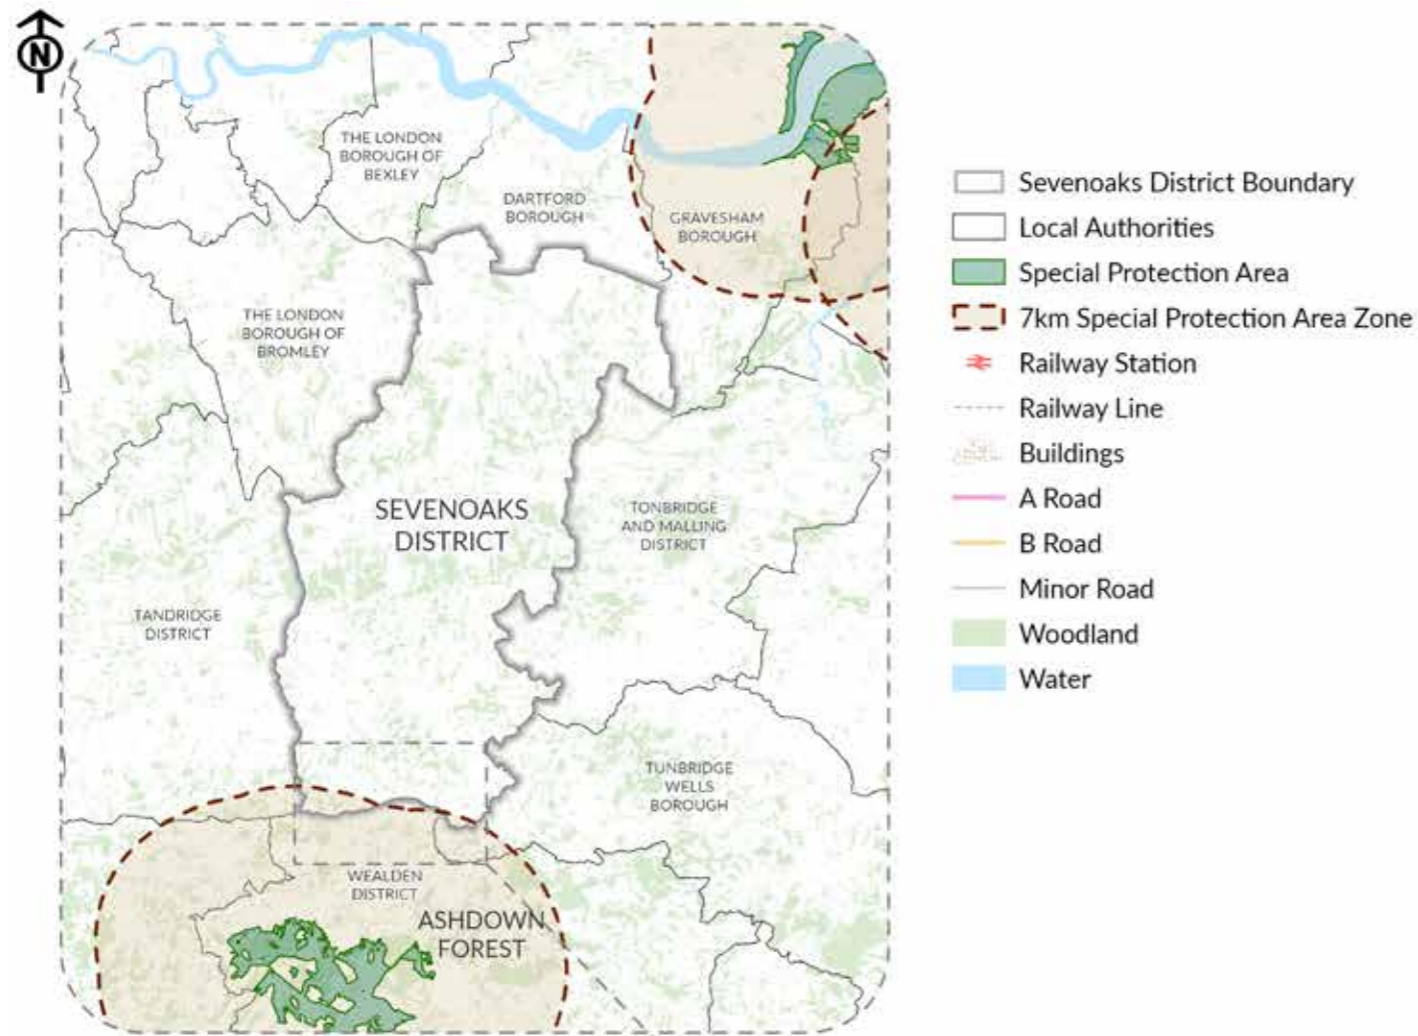 N
THE LONDON
BOROUGH OF
BEXLEY
DARTFORD
BOROUGH
GRAVESHAM
BOROUGH
THE LONDON
BOROUGH OF
BROMLEY
SEVENOAKS
DISTRICT
TONBRIDGE
AND MALLING
DISTRICT
TANDRIDGE
DISTRICT
TUNBRIDGE
WELLS
BOROUGH
WEALDEN
DISTRICT
ASHDOWN
FOREST
Sevenoaks District Boundary
Local Authorities
Special Protection Area
7km Special Protection Area Zone
Railway Station
Railway Line
Buildings
A Road
B Road
Minor Road
Woodland
Water